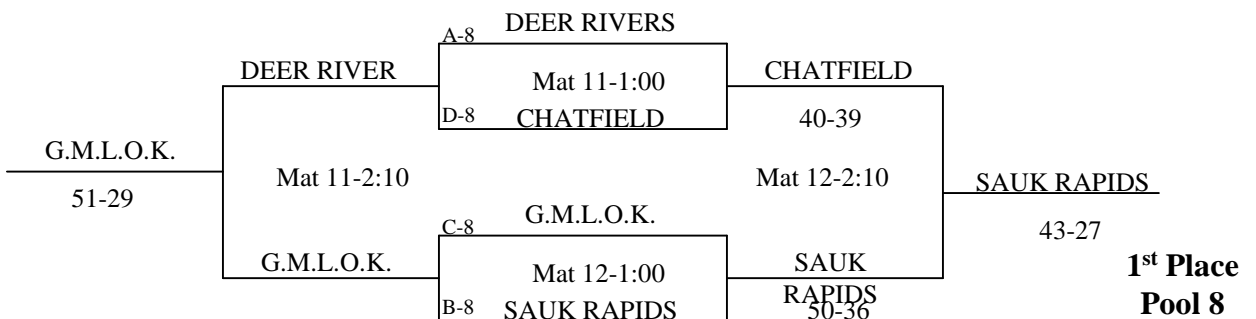 DEER RIVERS
A-8
DEER RIVER
Mat 11-1:00
CHATFIELD
D-8
CHATFIELD
40-39
G.M.L.O.K.
51-29
Mat 11-2:10
Mat 12-2:10
SAUK RAPIDS
43-27
G.M.L.O.K.
C-8
G.M.L.O.K.
Mat 12-1:00
SAUK
RAPIDS
50-36
B-8
SAUK RAPIDS
1st Place
Pool 8